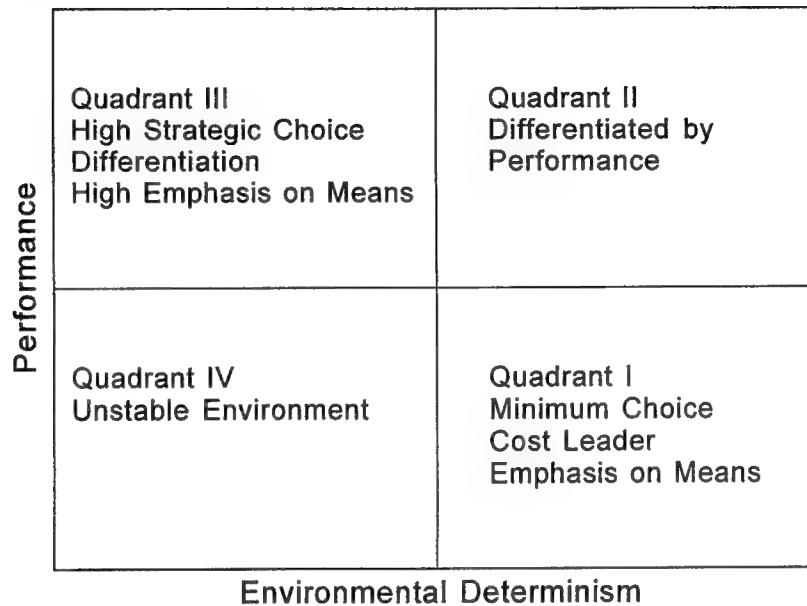 Performance
Quadrant III
High Strategic Choice
Differentiation
High Emphasis on Means
Quadrant II
Differentiated by
Performance
Quadrant IV
Unstable Environment
Quadrant I
Minimum Choice
Cost Leader
Emphasis on Means
Environmental Determinism